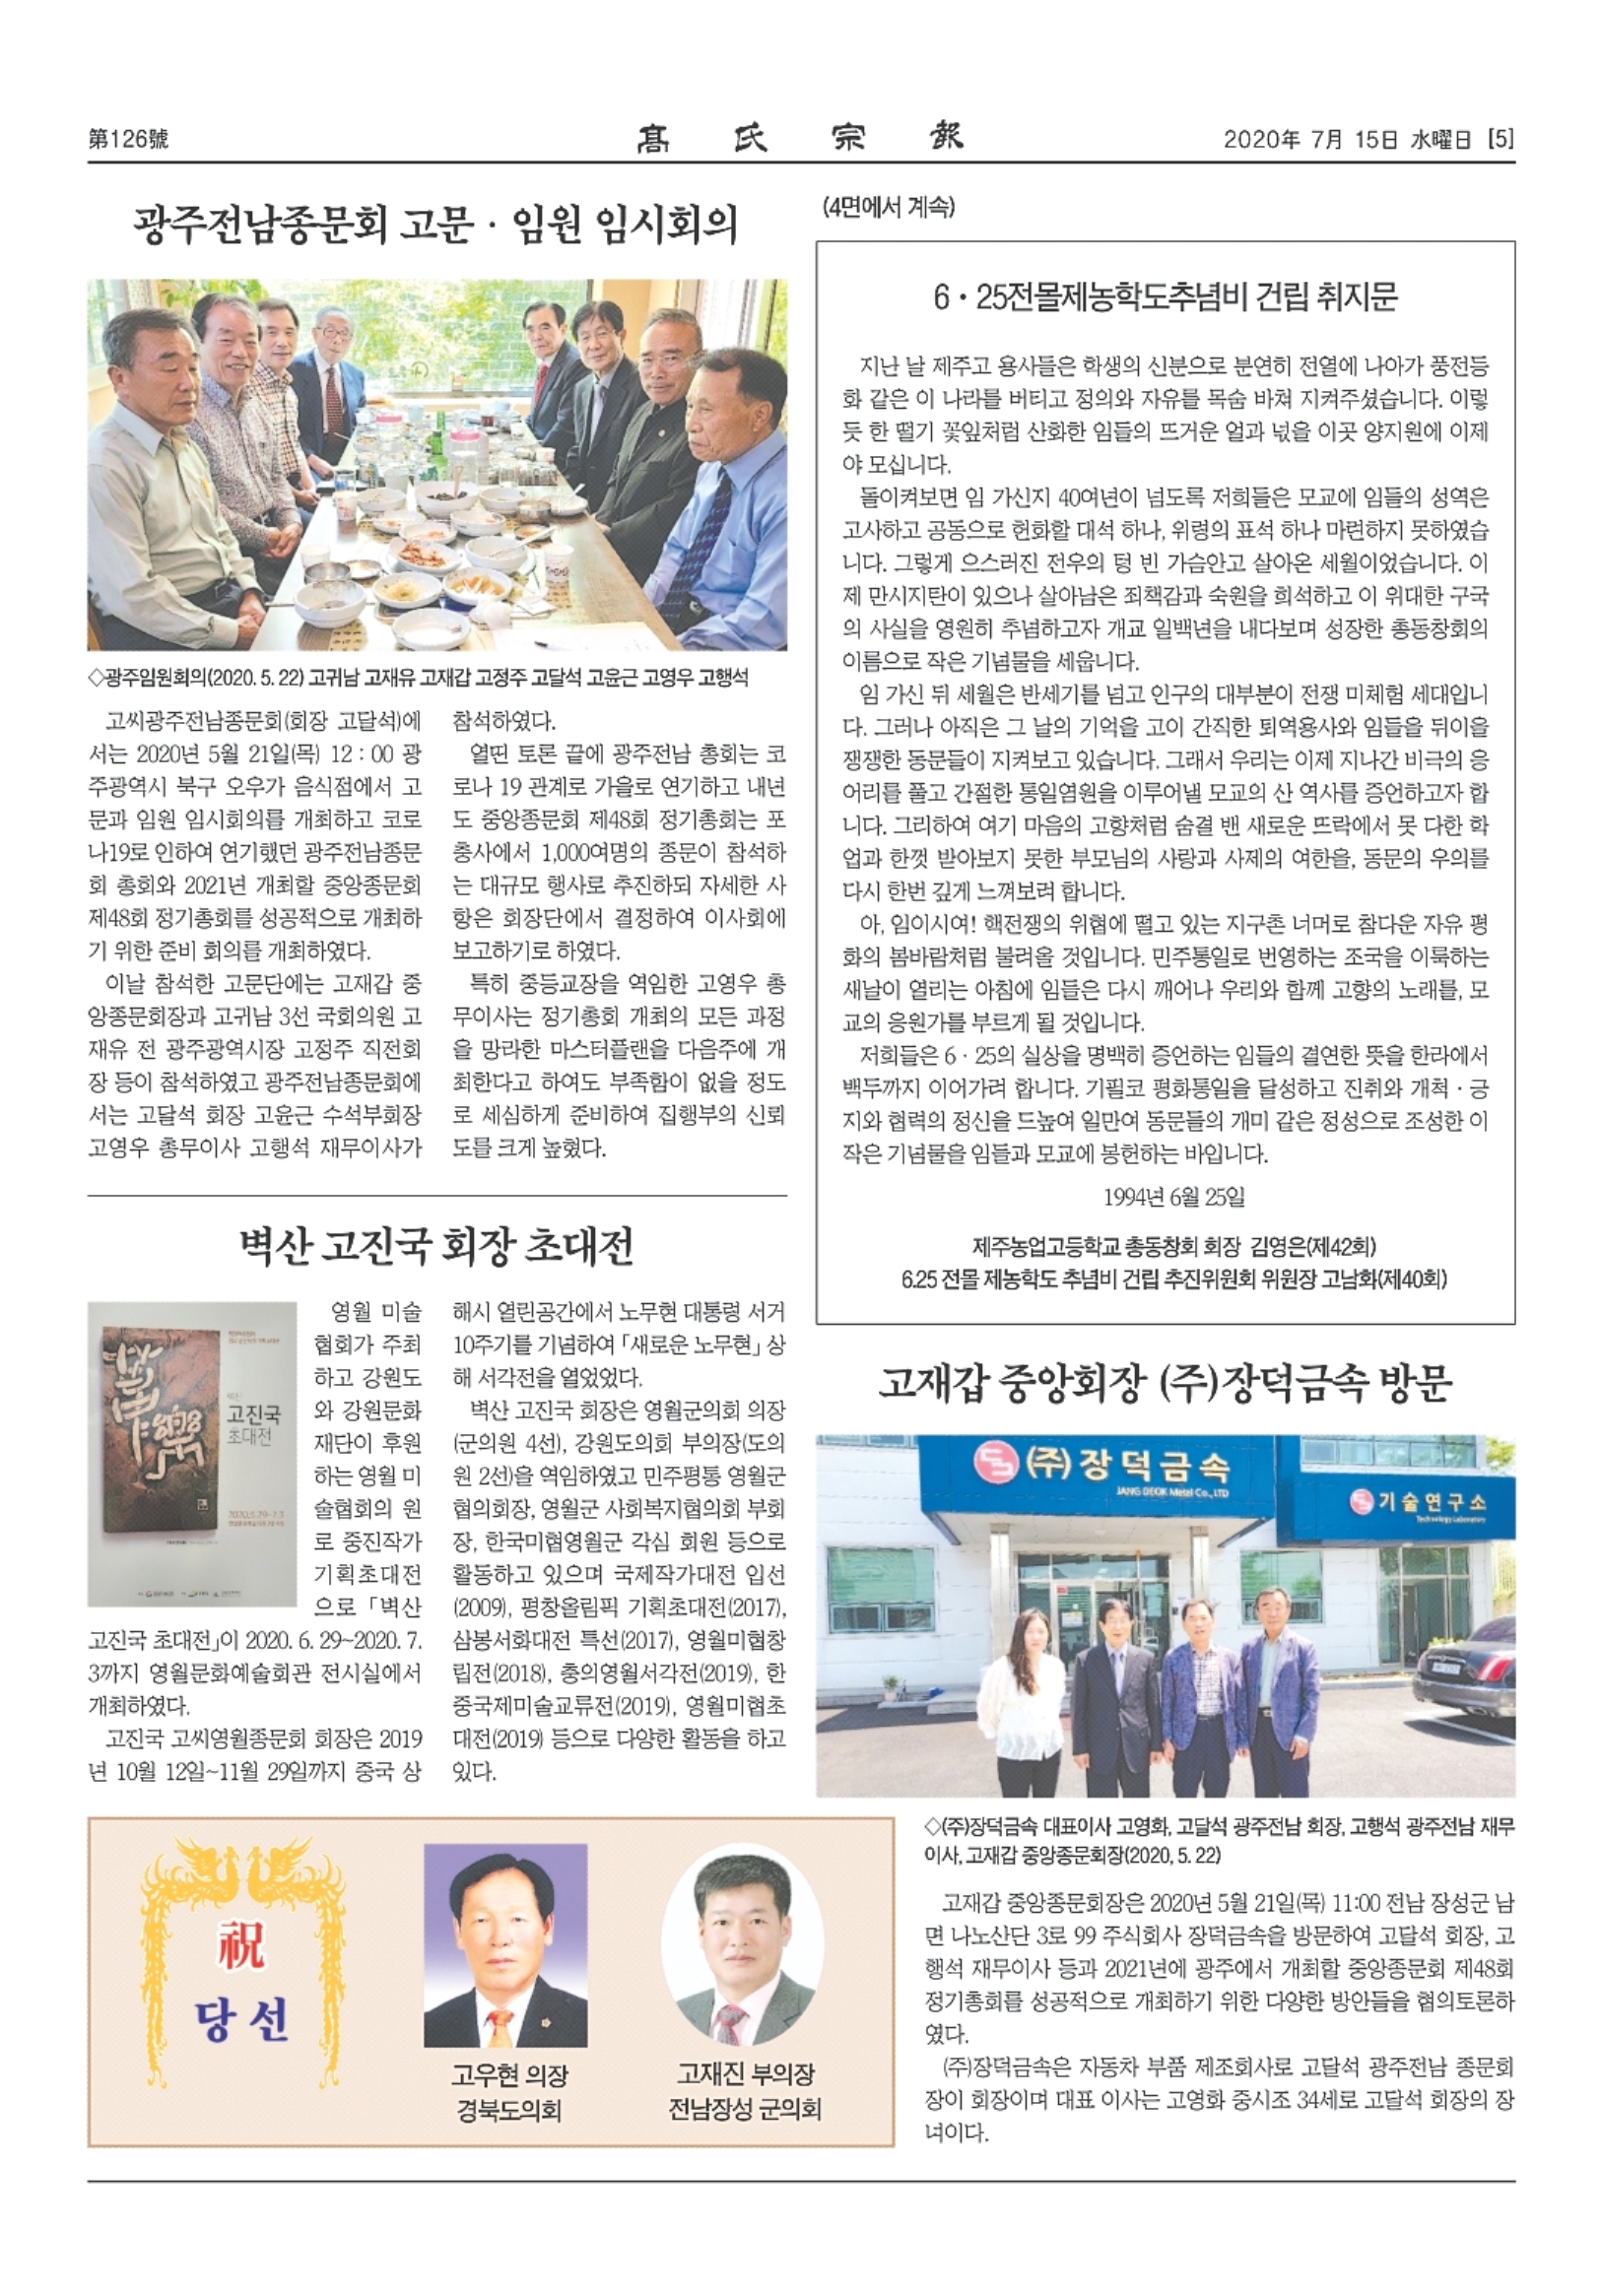 第126號
髙氏宗報
2020年 7月 15日 水曜日 [5]
광주전남종문회 고문 · 임원 임시회의
◇광주임원회의(2020. 5. 22) 고귀남 고재유 고재갑 고정주 고달석 고윤근 고영우 고행석
고씨광주전남종문회(회장 고달석)에
서는 2020년 5월 21일(목) 12 : 00 광
주광역시 북구 오우가 음식점에서 고
문과 임원 임시회의를 개최하고 코로
나19로 인하여 연기했던 광주전남종문
회 총회와 2021년 개최할 중앙종문회
제48회 정기총회를 성공적으로 개최하
기 위한 준비 회의를 개최하였다.
이날 참석한 고문단에는 고재갑 중
앙종문회장과 고귀남 3선 국회의원 고
재유 전 광주광역시장 고정주 직전회
장 등이 참석하였고 광주전남종문회에
서는 고달석 회장 고윤근 수석부회장
고영우 총무이사 고행석 재무이사가
참석하였다.
열띤 토론 끝에 광주전남 총회는 코
로나 19 관계로 가을로 연기하고 내년
도 중앙종문회 제48회 정기총회는 포
충사에서 1,000여명의 종문이 참석하
는 대규모 행사로 추진하되 자세한 사
항은 회장단에서 결정하여 이사회에
보고하기로 하였다.
특히 중등교장을 역임한 고영우 총
무이사는 정기총회 개최의 모든 과정
을 망라한 마스터플랜을 다음주에 개
최한다고 하여도 부족함이 없을 정도
로 세심하게 준비하여 집행부의 신뢰
도를 크게 높혔다.
벽산 고진국 회장 초대전
고진국
초대전
2020.6.29~7.3
영월 미술
협회가 주최
하고 강원도
와 강원문화
재단이 후원
하는 영월 미
술협회의 원
로 중진작가
기획초대전
으로 「벽산
고진국 초대전」이 2020. 6. 29~2020. 7.
3까지 영월문화예술회관 전시실에서
개최하였다.
고진국 고씨영월종문회 회장은 2019
년 10월 12일~11월 29일까지 중국 상
해시 열린공간에서 노무현 대통령 서거
10주기를 기념하여 「새로운 노무현」 상
해 서각전을 열었었다.
벽산 고진국 회장은 영월군의회 의장
(군의원 4선), 강원도의회 부의장(도의
원 2선)을 역임하였고 민주평통 영월군
협의회장, 영월군 사회복지협의회 부회
장, 한국미협영월군 각심 회원 등으로
활동하고 있으며 국제작가대전 입선
(2009), 평창올림픽 기획초대전(2017),
삼봉서화대전 특선(2017), 영월미협창
립전(2018), 충의영월서각전(2019), 한
중국제미술교류전(2019), 영월미협초
대전(2019) 등으로 다양한 활동을 하고
있다.
祝
당 선
고우현 의장
경북도의회
고재진 부의장
전남장성 군의회
(4면에서 계속)
6 · 25전몰제농학도추념비 건립 취지문
지난 날 제주고 용사들은 학생의 신분으로 분연히 전열에 나아가 풍전등
화 같은 이 나라를 버티고 정의와 자유를 목숨 바쳐 지켜주셨습니다. 이렇
듯 한 떨기 꽃잎처럼 산화한 임들의 뜨거운 얼과 넋을 이곳 양지원에 이제
야 모십니다.
돌이켜보면 임 가신지 40여년이 넘도록 저희들은 모교에 임들의 성역은
고사하고 공동으로 헌화할 대석 하나, 위령의 표석 하나 마련하지 못하였습
니다. 그렇게 으스러진 전우의 텅 빈 가슴안고 살아온 세월이었습니다. 이
제 만시지탄이 있으나 살아남은 죄책감과 숙원을 희석하고 이 위대한 구국
의 사실을 영원히 추념하고자 개교 일백년을 내다보며 성장한 총동창회의
이름으로 작은 기념물을 세웁니다.
임 가신 뒤 세월은 반세기를 넘고 인구의 대부분이 전쟁 미체험 세대입니
다. 그러나 아직은 그 날의 기억을 고이 간직한 퇴역용사와 임들을 뒤이을
쟁쟁한 동문들이 지켜보고 있습니다. 그래서 우리는 이제 지나간 비극의 응
어리를 풀고 간절한 통일염원을 이루어낼 모교의 산 역사를 증언하고자 합
니다. 그리하여 여기 마음의 고향처럼 숨결 밴 새로운 뜨락에서 못 다한 학
업과 한껏 받아보지 못한 부모님의 사랑과 사제의 여한을, 동문의 우의를
다시 한번 깊게 느껴보려 합니다.
아, 임이시여! 핵전쟁의 위협에 떨고 있는 지구촌 너머로 참다운 자유 평
화의 봄바람처럼 불러올 것입니다. 민주통일로 번영하는 조국을 이룩하는
새날이 열리는 아침에 임들은 다시 깨어나 우리와 함께 고향의 노래를, 모
교의 응원가를 부르게 될 것입니다.
저희들은 6 · 25의 실상을 명백히 증언하는 임들의 결연한 뜻을 한라에서
백두까지 이어가려 합니다. 기필코 평화통일을 달성하고 진취와 개척 · 긍
지와 협력의 정신을 드높여 일만여 동문들의 개미 같은 정성으로 조성한 이
작은 기념물을 임들과 모교에 봉헌하는 바입니다.
1994년 6월 25일
제주농업고등학교 총동창회 회장 김영은(제42회)
6.25 전몰 제농학도 추념비 건립 추진위원회 위원장 고남화(제40회)
고재갑 중앙회장 (주)장덕금속 방문
(주)장덕금속
JANG DEOK Metal Co., LTD
기술연구소
Technology Laboratory
◇(주)장덕금속 대표이사 고영화, 고달석 광주전남 회장, 고행석 광주전남 재무
이사, 고재갑 중앙종문회장(2020, 5. 22)
고재갑 중앙종문회장은 2020년 5월 21일(목) 11:00 전남 장성군 남
면 나노산단 3로 99 주식회사 장덕금속을 방문하여 고달석 회장, 고
행석 재무이사 등과 2021년에 광주에서 개최할 중앙종문회 제48회
정기총회를 성공적으로 개최하기 위한 다양한 방안들을 협의토론하
였다.
(주)장덕금속은 자동차 부품 제조회사로 고달석 광주전남 종문회
장이 회장이며 대표 이사는 고영화 중시조 34세로 고달석 회장의 장
녀이다.